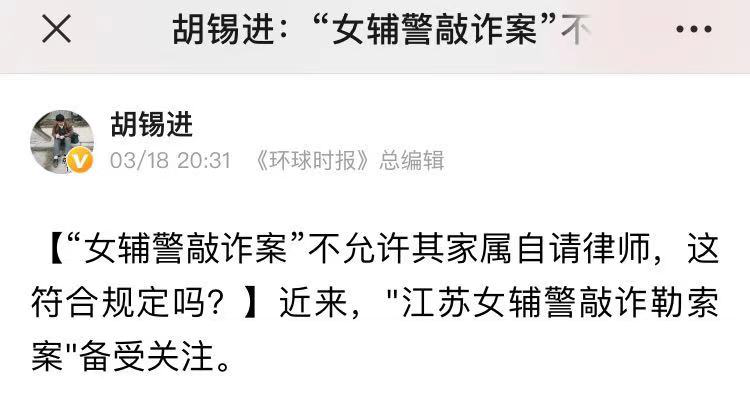 胡锡进：“女辅警敲诈案”不
胡锡进
03/18 20:31 《环球时报》总编辑
【“女辅警敲诈案”不允许其家属自请律师，这
符合规定吗？】近来，"江苏女辅警敲诈勒索
案"备受关注。